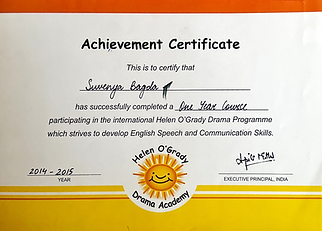 Achievement Certificate
This is to certify that
Suvenya Bagda
has successfully completed a One Year Course
participating in the international Helen O'Grady Drama Programme
which strives to develop English Speech and Communication Skills.
2014 - 2015
YEAR
Helen O'Grady
Drama Academy
EXECUTIVE PRINCIPAL, INDIA